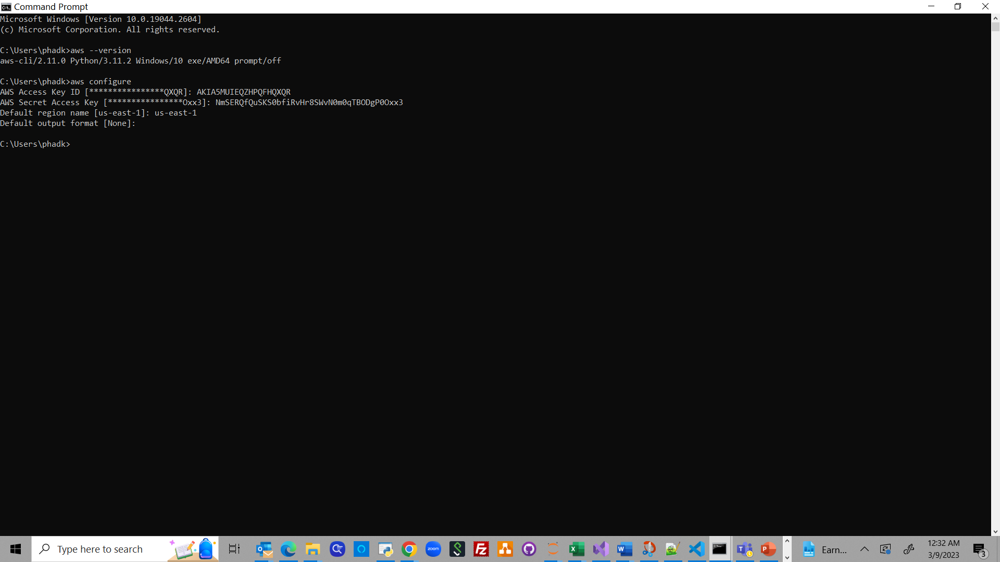 Command Prompt
Microsoft Windows [Version 10.0.19044.2604]
(c) Microsoft Corporation. All rights reserved.
C:\Users\phadk>aws --version
aws-cli/2.11.0 Python/3.11.2 Windows/10 exe/AMD64 prompt/off
C:\Users\phadk>aws configure
AWS Access Key ID [****************QXQR]: AKIA5MUIEQZHPQFHQXQR
AWS Secret Access Key [****************Oxx3]: 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
Default region name [us-east-1]: us-east-1
Default output format [None]:
C:\Users\phadk>
Type here to search
zoom
Earn...
12:32 AM
3/9/2023
3